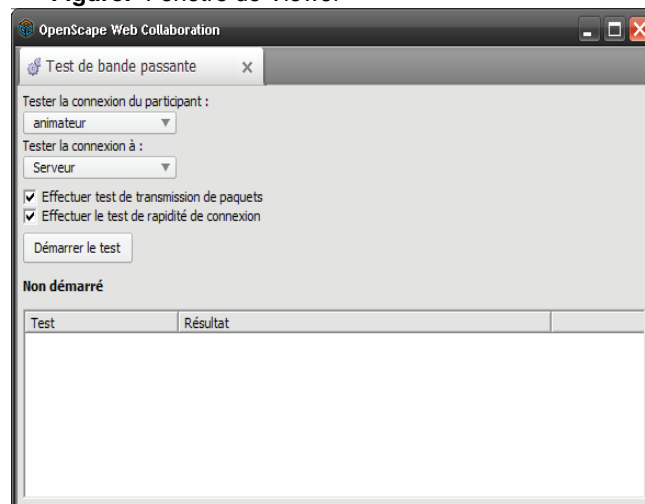 OpenScape Web Collaboration
Test de bande passante
Tester la connexion du participant :
animateur
Tester la connexion à :
Serveur
Effectuer test de transmission de paquets
Effectuer le test de rapidité de connexion
Démarrer le test
Non démarré
Test Résultat